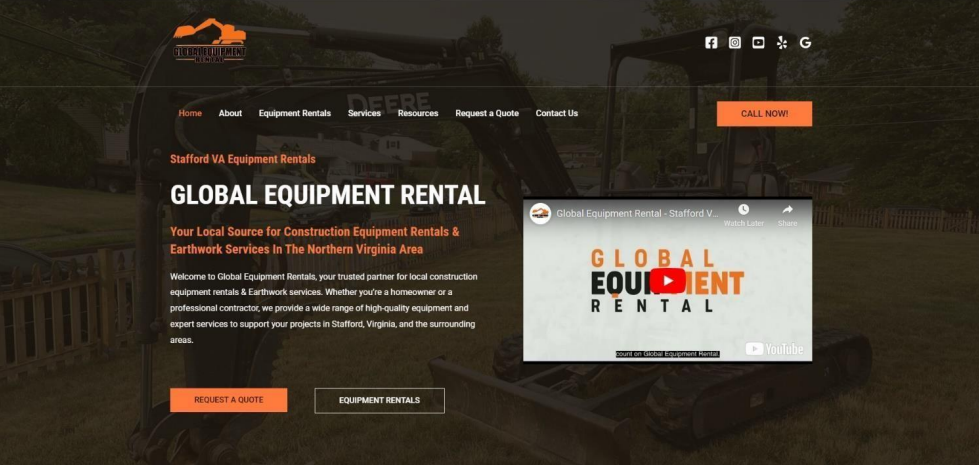 GLOBAL EQUIPMENT
RENTAL
DEERE
Home About Equipment Rentals Services Resources Request a Quote Contact Us
CALL NOW!
Stafford VA Equipment Rentals
GLOBAL EQUIPMENT RENTAL
Your Local Source for Construction Equipment Rentals &
Earthwork Services In The Northern Virginia Area
Welcome to Global Equipment Rentals, your trusted partner for local construction
equipment rentals & Earthwork services. Whether you're a homeowner or a
professional contractor, we provide a wide range of high-quality equipment and
expert services to support your projects in Stafford, Virginia, and the surrounding
areas.
REQUEST A QUOTE
EQUIPMENT RENTALS
Global Equipment Rental - Stafford V...
Watch Later Share
GLOBAL
EQUI MENT
RENTAL
count on Global Equipment Rental,
YouTube